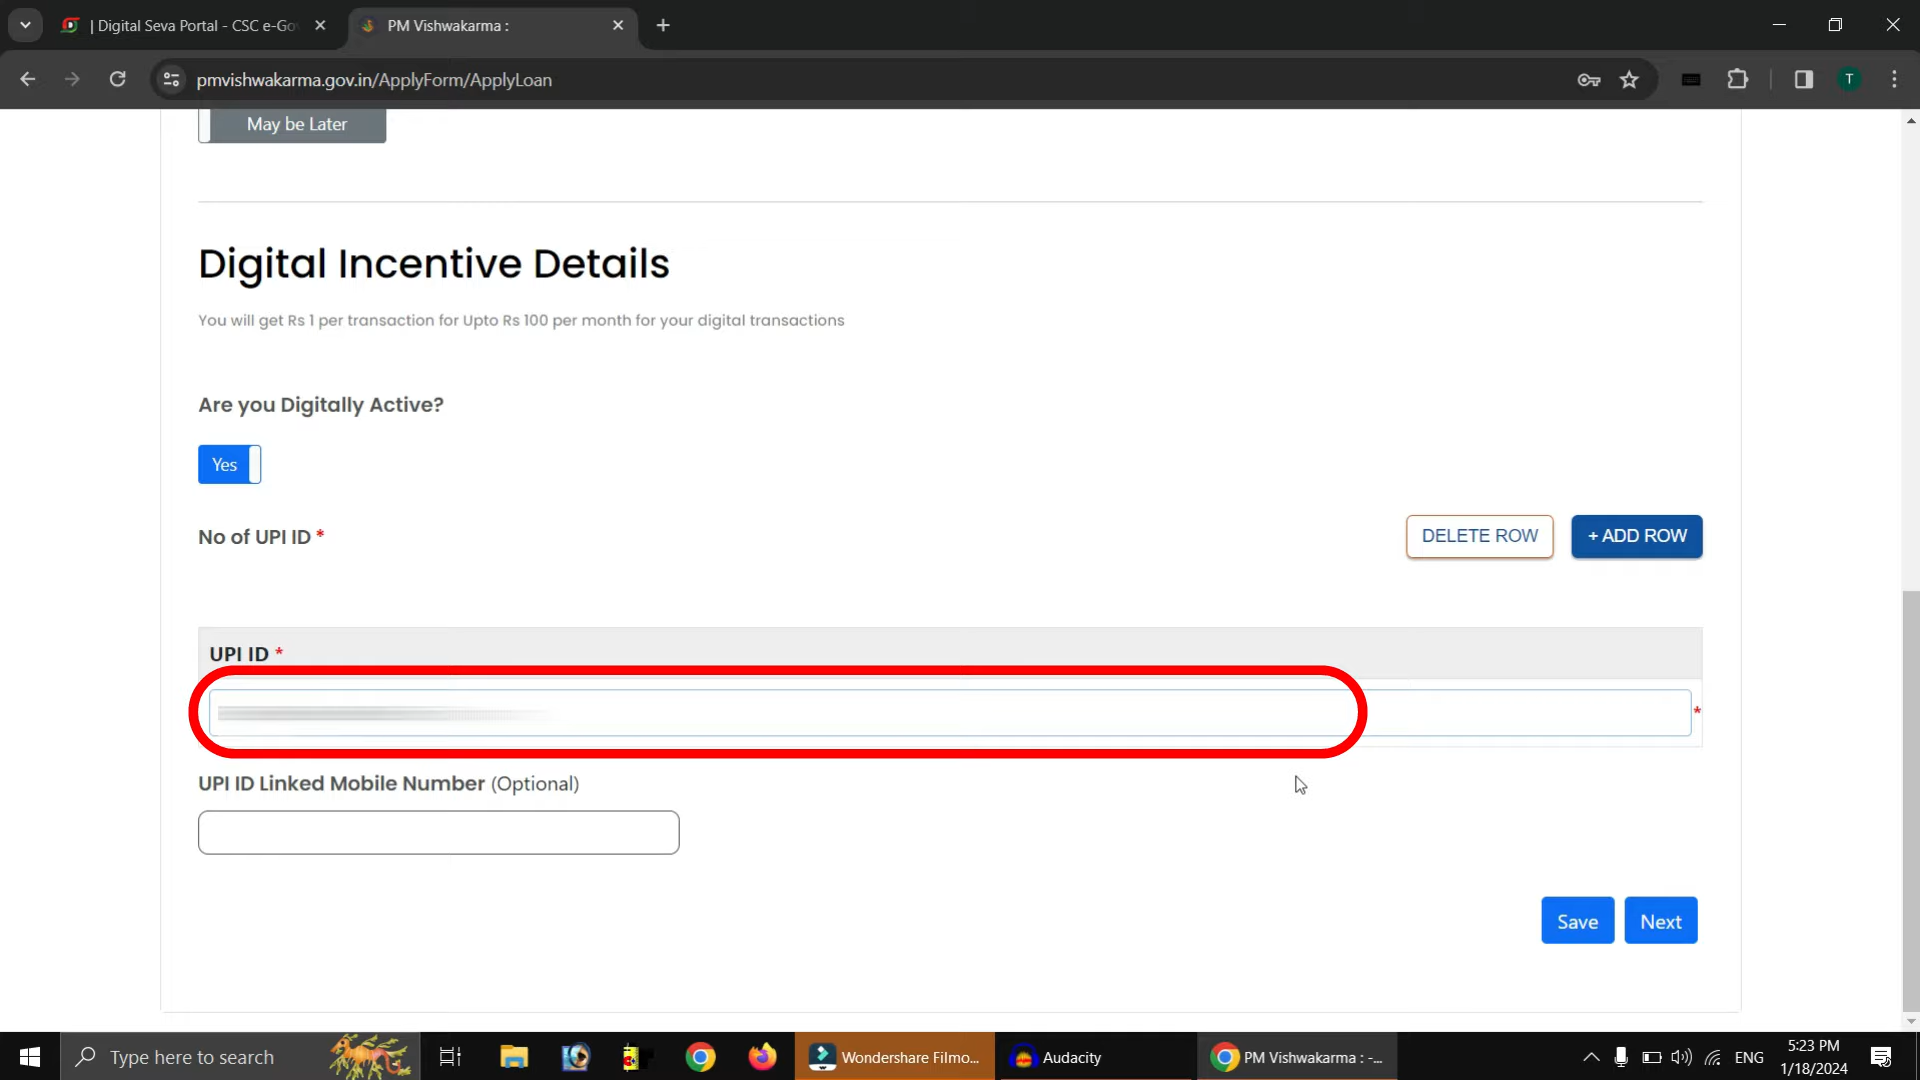 | Digital Seva Portal - CSC e-Go
PM Vishwakarma :
pmvishwakarma.gov.in/ApplyForm/ApplyLoan
T
May be Later
Digital Incentive Details
You will get Rs 1 per transaction for Upto Rs 100 per month for your digital transactions
Are you Digitally Active?
Yes
No of UPI ID *
DELETE ROW
+ ADD ROW
UPI ID *
*
UPI ID Linked Mobile Number (Optional)
Save
Next
Type here to search
Wondershare Filmo...
Audacity
PM Vishwakarma : -...
ENG
5:23 PM
1/18/2024